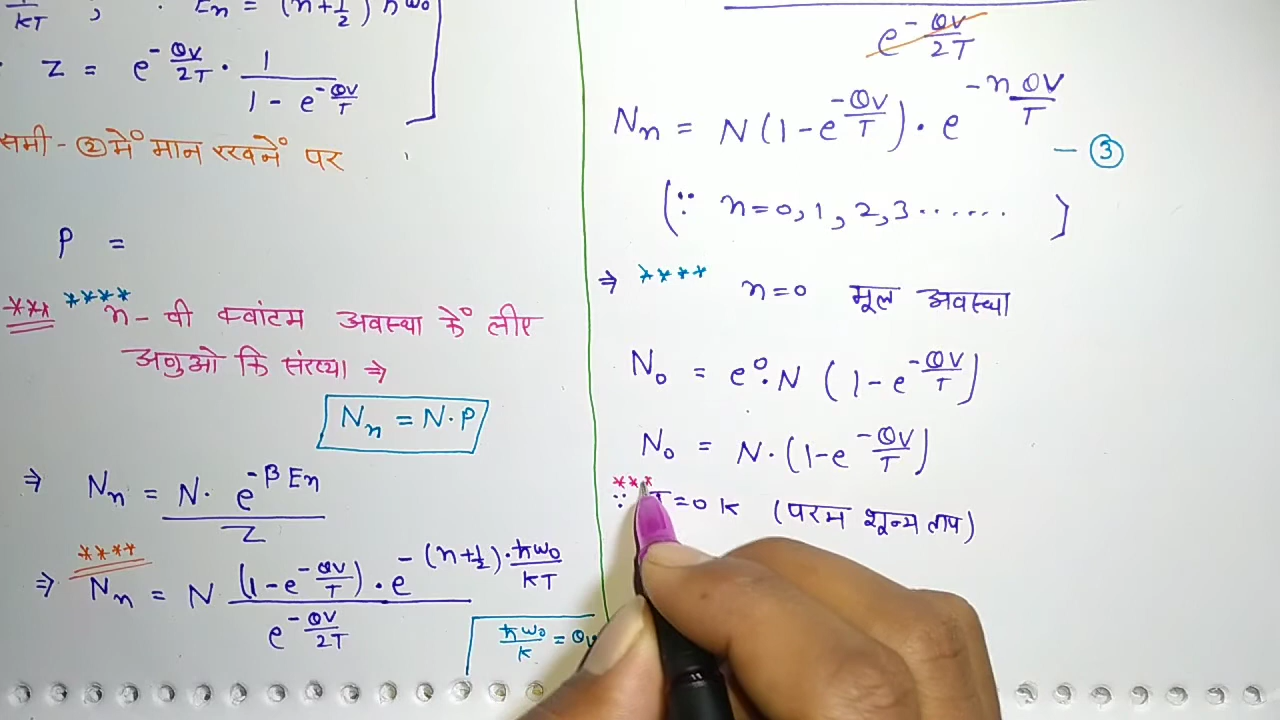 /KT , · En = (n+1/2) ħω₀
Z = e^(-θv/2T) · 1/(1 - e^(-θv/T))
समी - ② में मान रखनें पर
P =
*** **** n - वी क्वांटम अवस्था कें लीए
अनुओ कि संख्या ⇒
Nn = N·P
⇒ Nn = N· e^(-βEn) / Z
****
⇒ Nn = N (1-e^(-θv/T)) · e^(-(n+1/2)·ħω₀/KT) / e^(-θv/2T)
ħω₀/k = θv
e^(-θv/2T)
Nn = N(1-e^(-θv/T)) · e^(-nθv/T) — ③
(∵ n=0,1,2,3...... )
⇒ **** n=0 मूल अवस्था
N₀ = e⁰·N (1-e^(-θv/T))
N₀ = N·(1-e^(-θv/T))
***
∵ T=0 K (परम शून्य ताप)